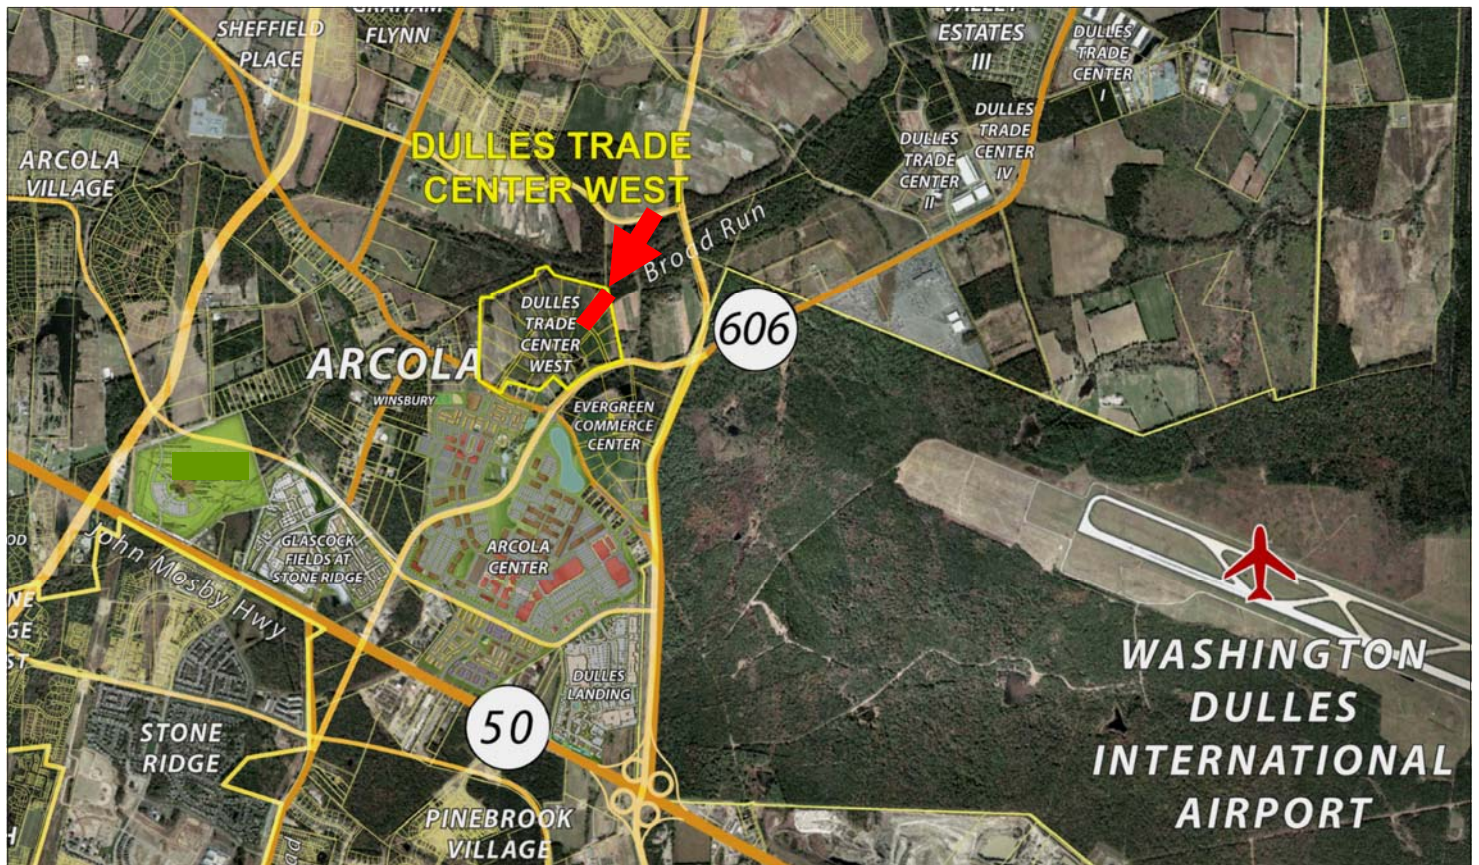 SHEFFIELD
PLACE
GRAHAM
FLYNN
VALLEY
ESTATES
III
DULLES
TRADE
CENTER
I
DULLES
TRADE
CENTER
IV
DULLES
TRADE
CENTER
II
ARCOLA
VILLAGE
DULLES TRADE
CENTER WEST
Broad Run
DULLES
TRADE
CENTER
WEST
606
ARCOLA
WINSBURY
EVERGREEN
COMMERCE
CENTER
GLASCOCK
FIELDS AT
STONE RIDGE
ARCOLA
CENTER
John Mosby Hwy
DULLES
LANDING
50
STONE
RIDGE
PINEBROOK
VILLAGE
WASHINGTON
DULLES
INTERNATIONAL
AIRPORT